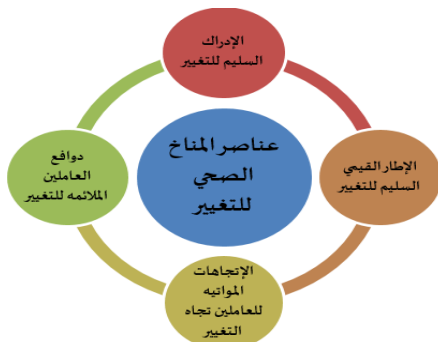 الإدراك
السليم للتغيير
عناصر المناخ
الصحي
للتغيير
الإطار القيمي
السليم للتغيير
الإتجاهات
المواتيه
للعاملين تجاه
التغيير
دوافع
العاملين
الملائمه للتغيير